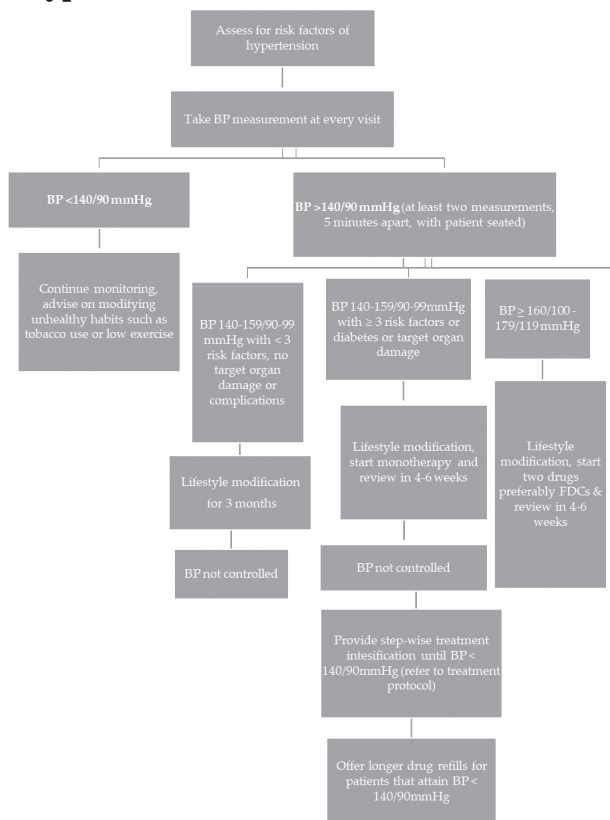 Assess for risk factors of
hypertension
Take BP measurement at every visit
BP <140/90 mmHg
BP >140/90 mmHg (at least two measurements,
5 minutes apart, with patient seated)
Continue monitoring,
advise on modifying
unhealthy habits such as
tobacco use or low exercise
BP 140-159/90-99
mmHg with < 3
risk factors, no
target organ
damage or
complications
BP 140-159/90-99mmHg
with ≥ 3 risk factors or
diabetes or target organ
damage
BP ≥ 160/100 -
179/119 mmHg
Lifestyle modification
for 3 months
Lifestyle modification,
start monotherapy and
review in 4-6 weeks
Lifestyle
modification, start
two drugs
preferably FDCs &
review in 4-6
weeks
BP not controlled
BP not controlled
Provide step-wise treatment
intesification until BP <
140/90mmHg (refer to treatment
protocol)
Offer longer drug refills for
patients that attain BP <
140/90mmHg